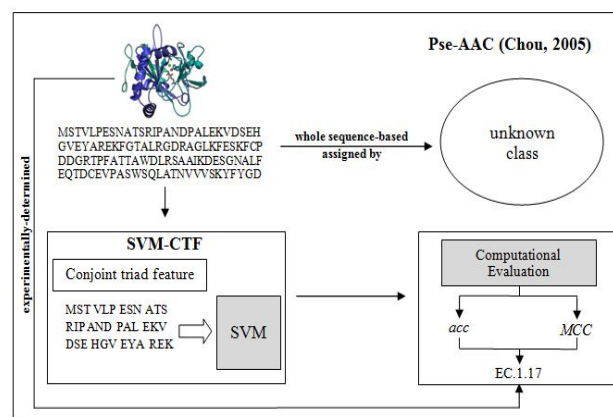 Pse-AAC (Chou, 2005)
MSTVLPESNATSRIPANDPALEKVDSEH
GVEYAREKFGTALRGDRAGLKFESKFCP
DDGRTPFATTAWDLRSAAIKDESGNALF
EQTDCEVPASWSQLATNVVVSKYFYGD
whole sequence-based
assigned by
unknown
class
experimentally-determined
SVM-CTF
Conjoint triad feature
MST VLP ESN ATS
RIP AND PAL EKV
DSE HGV EYA REK
SVM
Computational
Evaluation
acc
MCC
EC.1.17